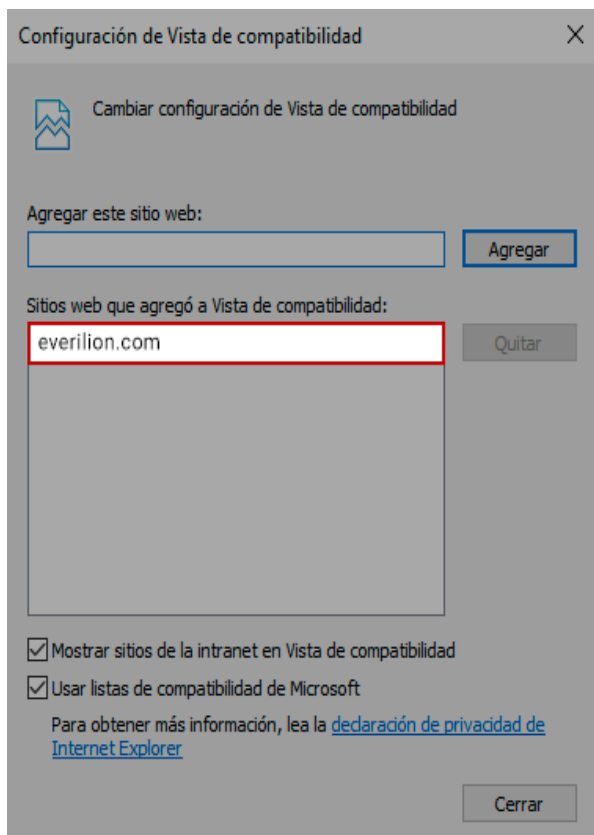 Configuración de Vista de compatibilidad
Cambiar configuración de Vista de compatibilidad
Agregar este sitio web:
Agregar
Sitios web que agregó a Vista de compatibilidad:
everilion.com
Quitar
Mostrar sitios de la intranet en Vista de compatibilidad
Usar listas de compatibilidad de Microsoft
Para obtener más información, lea la declaración de privacidad de
Internet Explorer
Cerrar